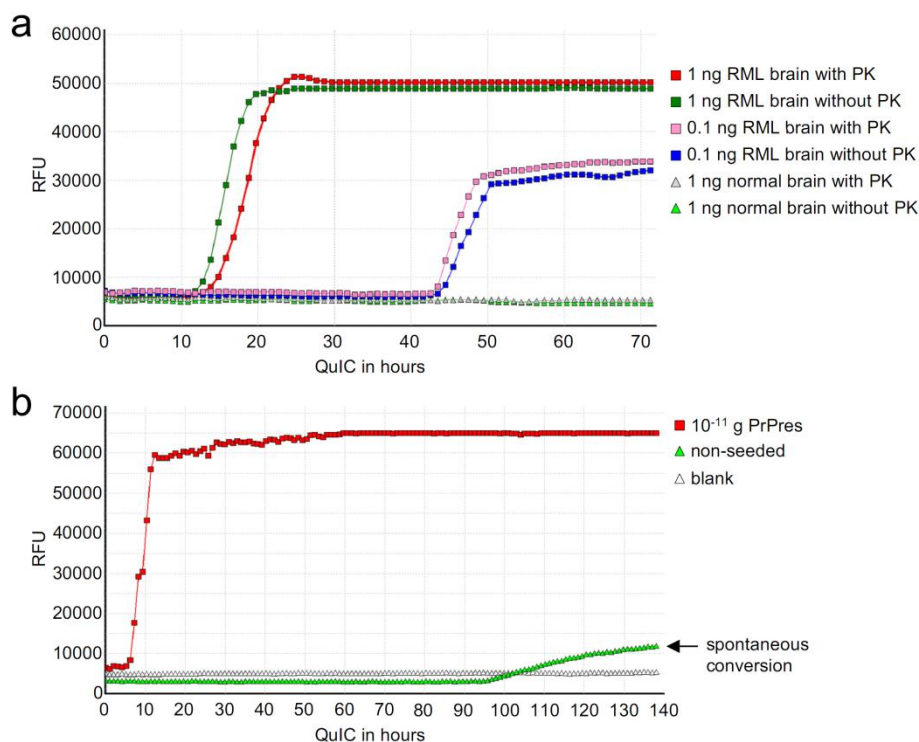 a
60000
50000
40000
30000
20000
10000
0
RFU
0 10 20 30 40 50 60 70
QuIC in hours
1 ng RML brain with PK
1 ng RML brain without PK
0.1 ng RML brain with PK
0.1 ng RML brain without PK
1 ng normal brain with PK
1 ng normal brain without PK
b
70000
60000
50000
40000
30000
20000
10000
0
RFU
0 10 20 30 40 50 60 70 80 90 100 110 120 130 140
QuIC in hours
10⁻¹¹ g PrPres
non-seeded
blank
spontaneous
conversion